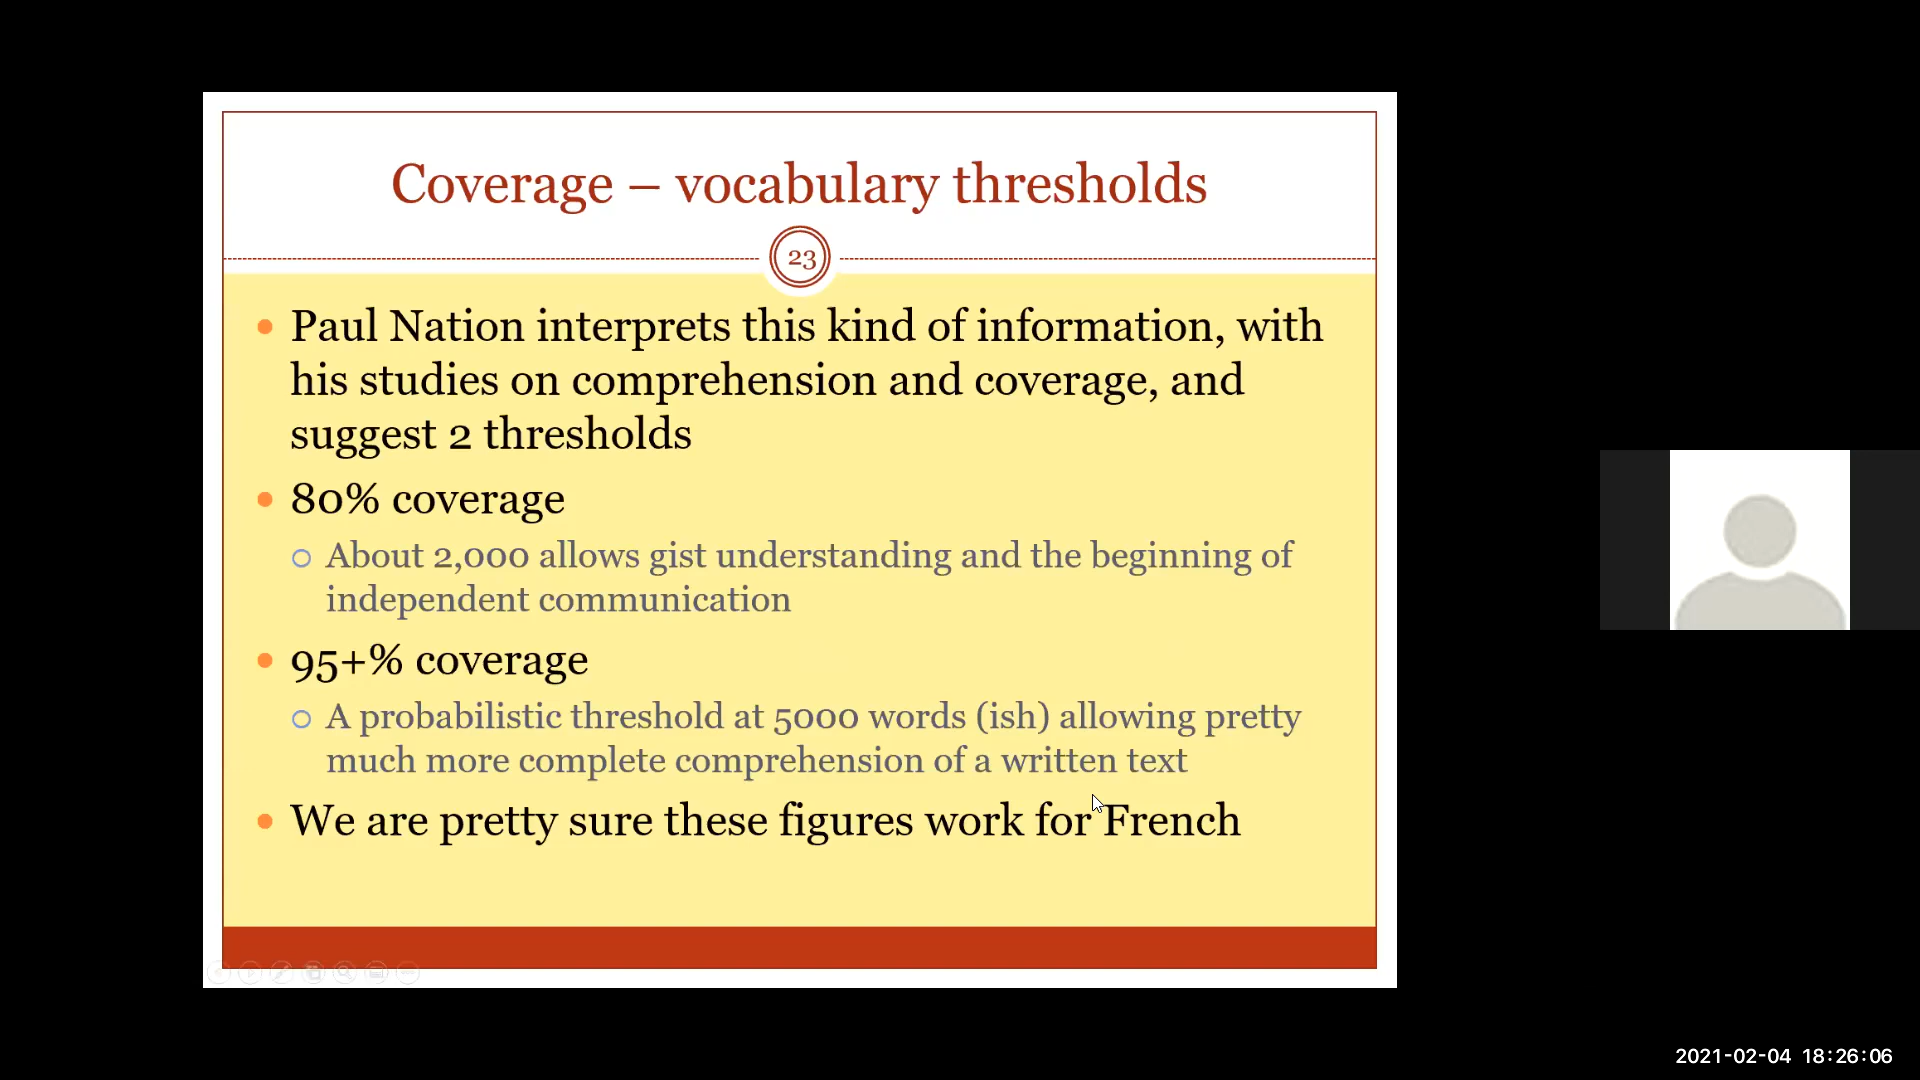 Coverage – vocabulary thresholds
23
• Paul Nation interprets this kind of information, with
his studies on comprehension and coverage, and
suggest 2 thresholds
• 80% coverage
○ About 2,000 allows gist understanding and the beginning of
independent communication
• 95+% coverage
○ A probabilistic threshold at 5000 words (ish) allowing pretty
much more complete comprehension of a written text
• We are pretty sure these figures work for French
2021-02-04 18:26:06